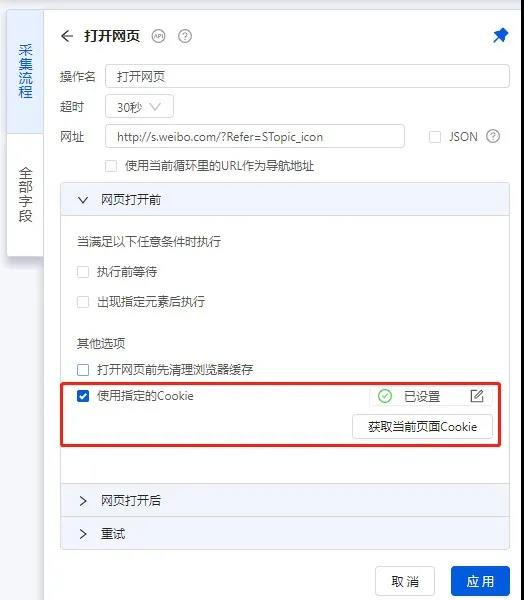 采集流程
全部字段
打开网页 API ?
操作名 打开网页
超时 30秒
网址 http://s.weibo.com/?Refer=STopic_icon JSON ?
使用当前循环里的URL作为导航地址
网页打开前
当满足以下任意条件时执行
执行前等待
出现指定元素后执行
其他选项
打开网页前先清理浏览器缓存
使用指定的Cookie 已设置
获取当前页面Cookie
网页打开后
重试
取消 应用